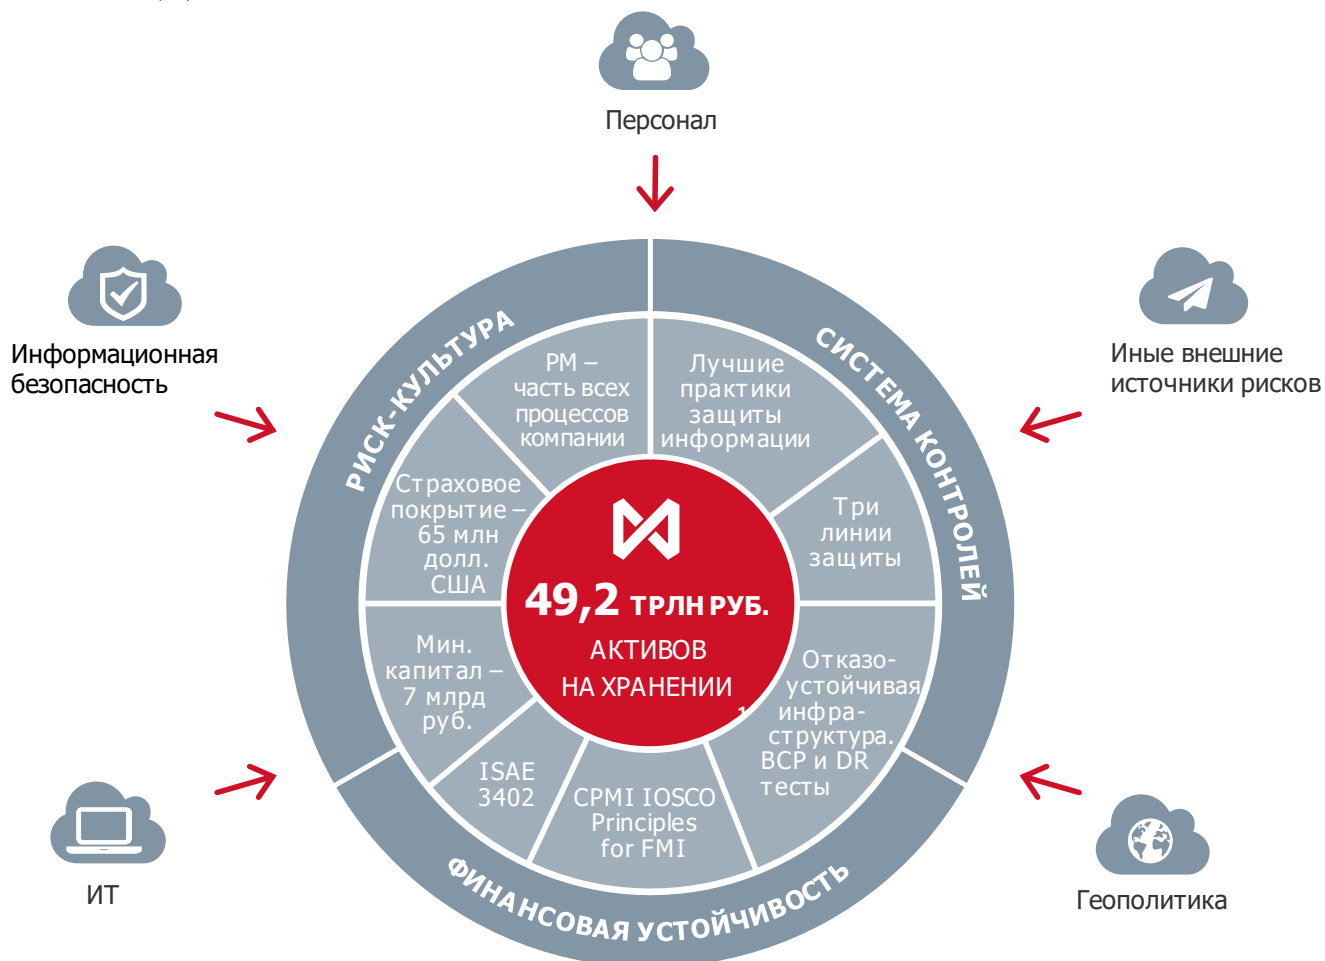 Персонал
Информационная
безопасность
Иные внешние
источники рисков
РИСК-КУЛЬТУРА
СИСТЕМА КОНТРОЛЕЙ
РМ –
часть всех
процессов
компании
Лучшие
практики
защиты
информации
Страховое
покрытие –
65 млн
долл.
США
Три
линии
защиты
49,2 ТРЛН РУБ.
АКТИВОВ
НА ХРАНЕНИИ
1
Мин.
капитал –
7 млрд
руб.
Отказо-
устойчивая
инфра-
структура.
BCP и DR
тесты
ISAE
3402
CPMI IOSCO
Principles
for FMI
ФИНАНСОВАЯ УСТОЙЧИВОСТЬ
ИТ
Геополитика